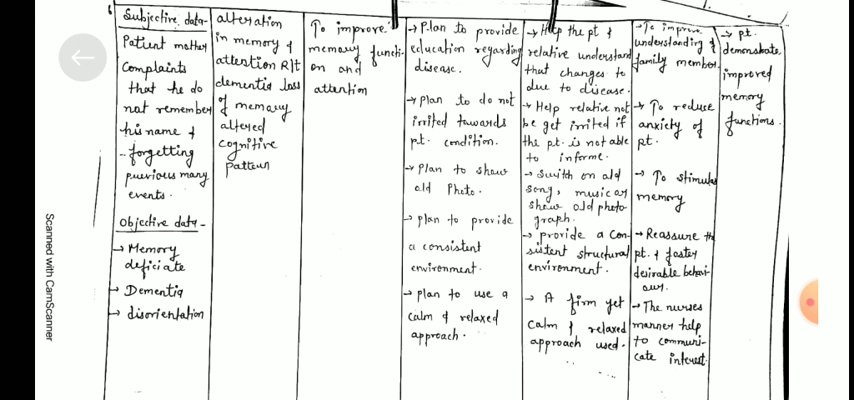 6
Subjective data-
Patient mother
Complaints
that he do
not remember
his name &
forgetting
previous many
events.
Objective data-
→ Memory
deficiate
→ Dementia
→ disorientation
alteration
in memory &
attention R/t
dementia loss
of memory
altered
cognitive
pattern
To improve
memory functi-
on and
attention
→ Plan to provide
education regarding
disease.
→ Plan to do not
irrited towards
pt. condition.
→ Plan to show
old Photo.
→ plan to provide
a consistent
environment.
→ plan to use a
calm & relaxed
approach.
→ Help the pt &
relative understand
that changes to
due to disease.
→ Help relative not
be get irrited if
the pt. is not able
to informe.
→ Switch on old
song, music or
show old photo-
graph.
→ provide a con-
sistent structural
environment.
→ A firm yet
calm & relaxed
approach used.
→ To improve
understanding of
family member.
→ To reduce
anxiety of
pt.
→ To stimulate
memory
→ Reassure the
pt. & foster
desirable behavi-
our.
→ The nurses
manner help
to communi-
cate interest.
→ pt.
demonstrate
improved
memory
functions.
Scanned with CamScanner